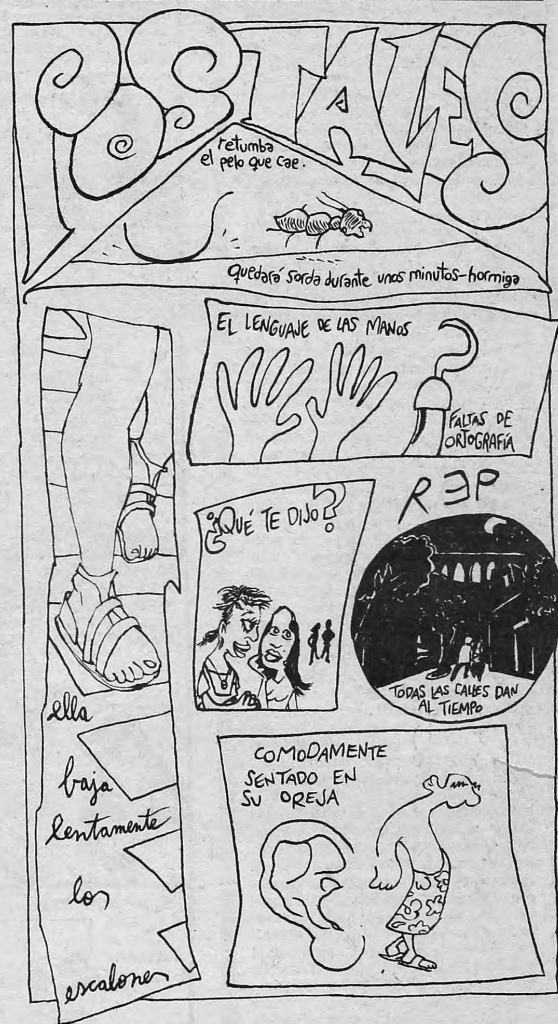 POSTALES
retumba
el pelo que cae.
quedará sorda durante unos minutos-hormiga
EL LENGUAJE DE LAS MANOS
FALTAS DE
ORTOGRAFÍA
REP
¿QUÉ TE DIJO?
TODAS LAS CALLES DAN
AL TIEMPO
ella
baja
lentamente
los
escalones
COMODAMENTE
SENTADO EN
SU OREJA